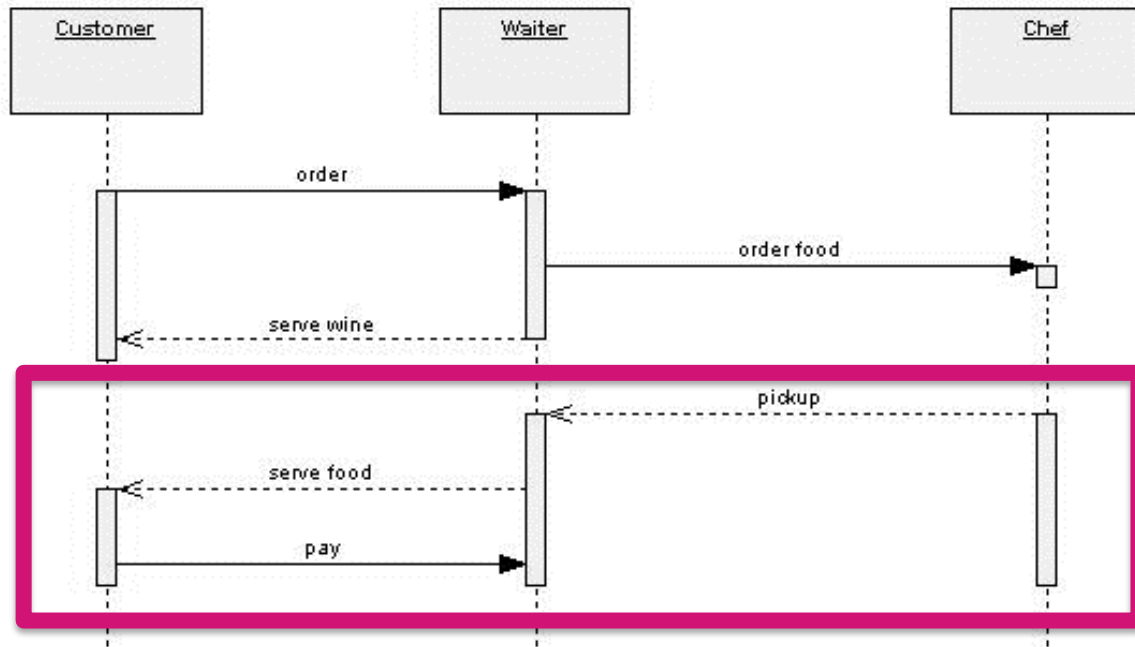 Customer
Waiter
Chef
order
order food
serve wine
pickup
serve food
pay